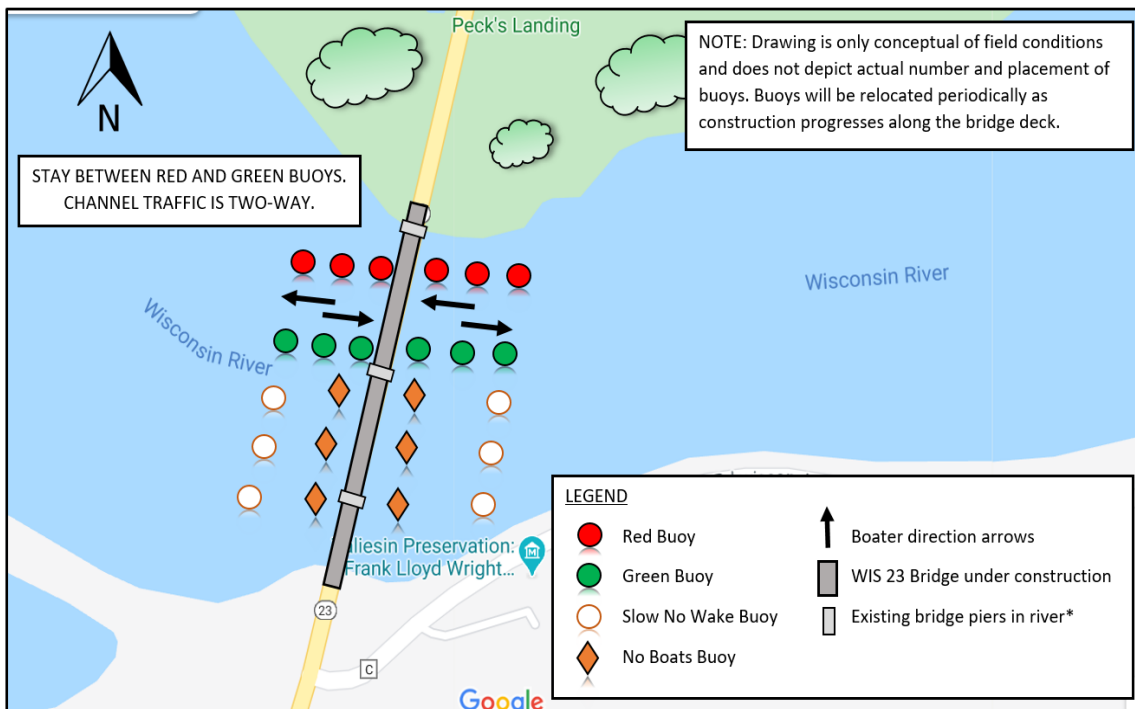 Peck's Landing
NOTE: Drawing is only conceptual of field conditions
and does not depict actual number and placement of
buoys. Buoys will be relocated periodically as
construction progresses along the bridge deck.
N
STAY BETWEEN RED AND GREEN BUOYS.
CHANNEL TRAFFIC IS TWO-WAY.
Wisconsin River
Wisconsin River
LEGEND
Red Buoy
Green Buoy
Slow No Wake Buoy
No Boats Buoy
Boater direction arrows
WIS 23 Bridge under construction
Existing bridge piers in river*
Preservation:
Frank Lloyd Wright...
23
C
Google